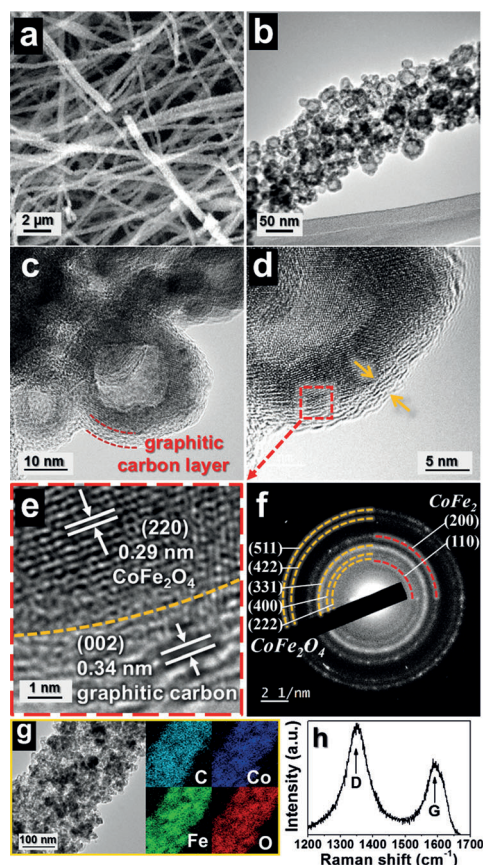 a
2 μm
b
50 nm
c
graphitic
carbon layer
10 nm
d
5 nm
e
(220)
0.29 nm
CoFe₂O₄
(002)
0.34 nm
graphitic carbon
1 nm
f
CoFe₂
(200)
(110)
(511)
(422)
(331)
(400)
(222)
CoFe₂O₄
2 1/nm
g
100 nm
C
Co
Fe
O
h
Intensity (a.u.)
D
G
1200 1300 1400 1500 1600 1700
Raman shift (cm⁻¹)